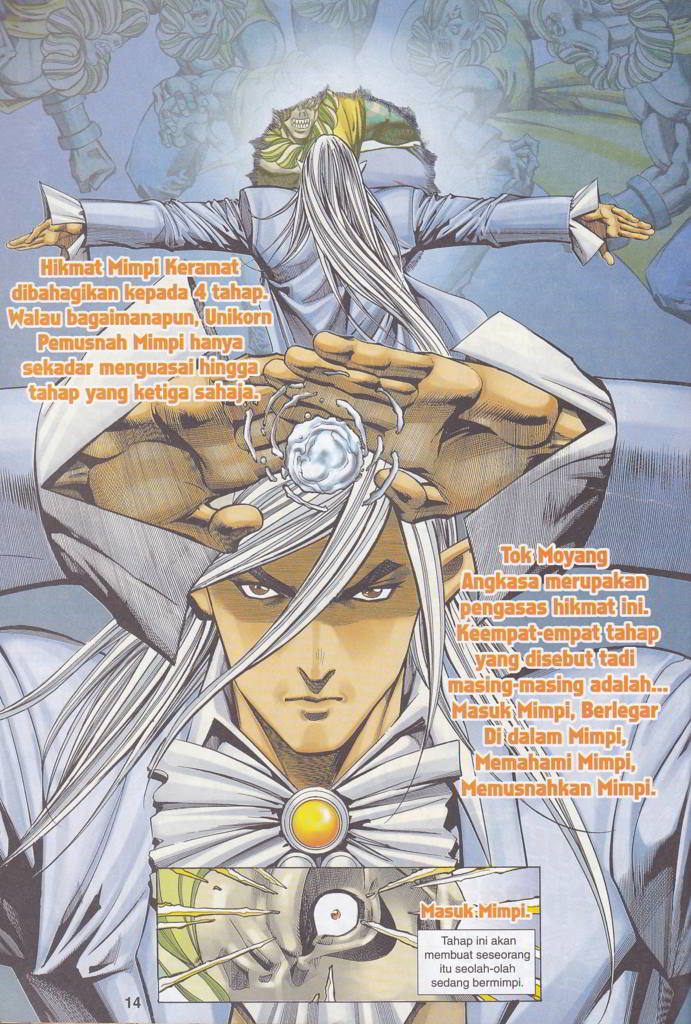 Hikmat Mimpi Keramat
dibahagikan kepada 4 tahap.
Walau bagaimanapun, Unikorn
Pemusnah Mimpi hanya
sekadar menguasai hingga
tahap yang ketiga sahaja.
Tok Moyang
Angkasa merupakan
pengasas hikmat ini.
Keempat-empat tahap
yang disebut tadi
masing-masing adalah...
Masuk Mimpi, Berlegar
Di dalam Mimpi,
Memahami Mimpi,
Memusnahkan Mimpi.
Masuk Mimpi.
Tahap ini akan
membuat seseorang
itu seolah-olah
sedang bermimpi.
14